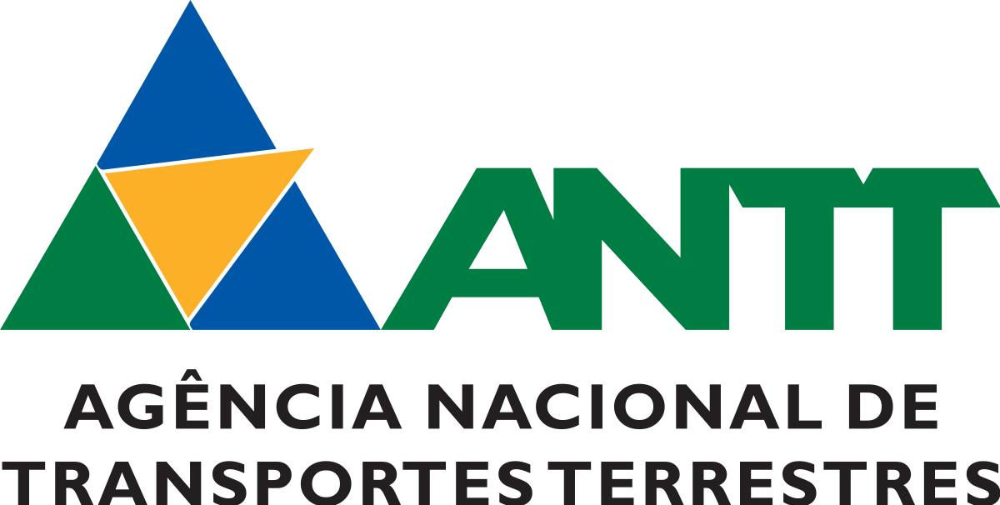 ANTT
AGÊNCIA NACIONAL DE
TRANSPORTES TERRESTRES